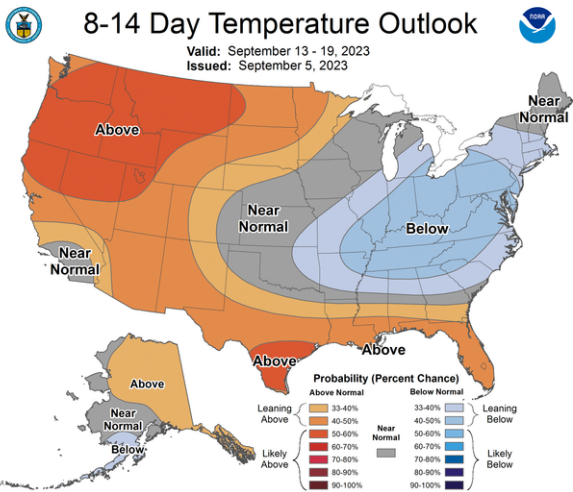 8-14 Day Temperature Outlook
NOAA
Valid: September 13 - 19, 2023
Issued: September 5, 2023
Above
Near
Normal
Near
Normal
Below
Near
Normal
Above
Above
Above
Near
Normal
Below
Probability (Percent Chance)
Above Normal
Below Normal
Leaning
Above
33-40%
40-50%
Likely
Above
50-60%
60-70%
70-80%
80-90%
90-100%
Near
Normal
33-40%
40-50%
Leaning
Below
50-60%
60-70%
70-80%
80-90%
90-100%
Likely
Below